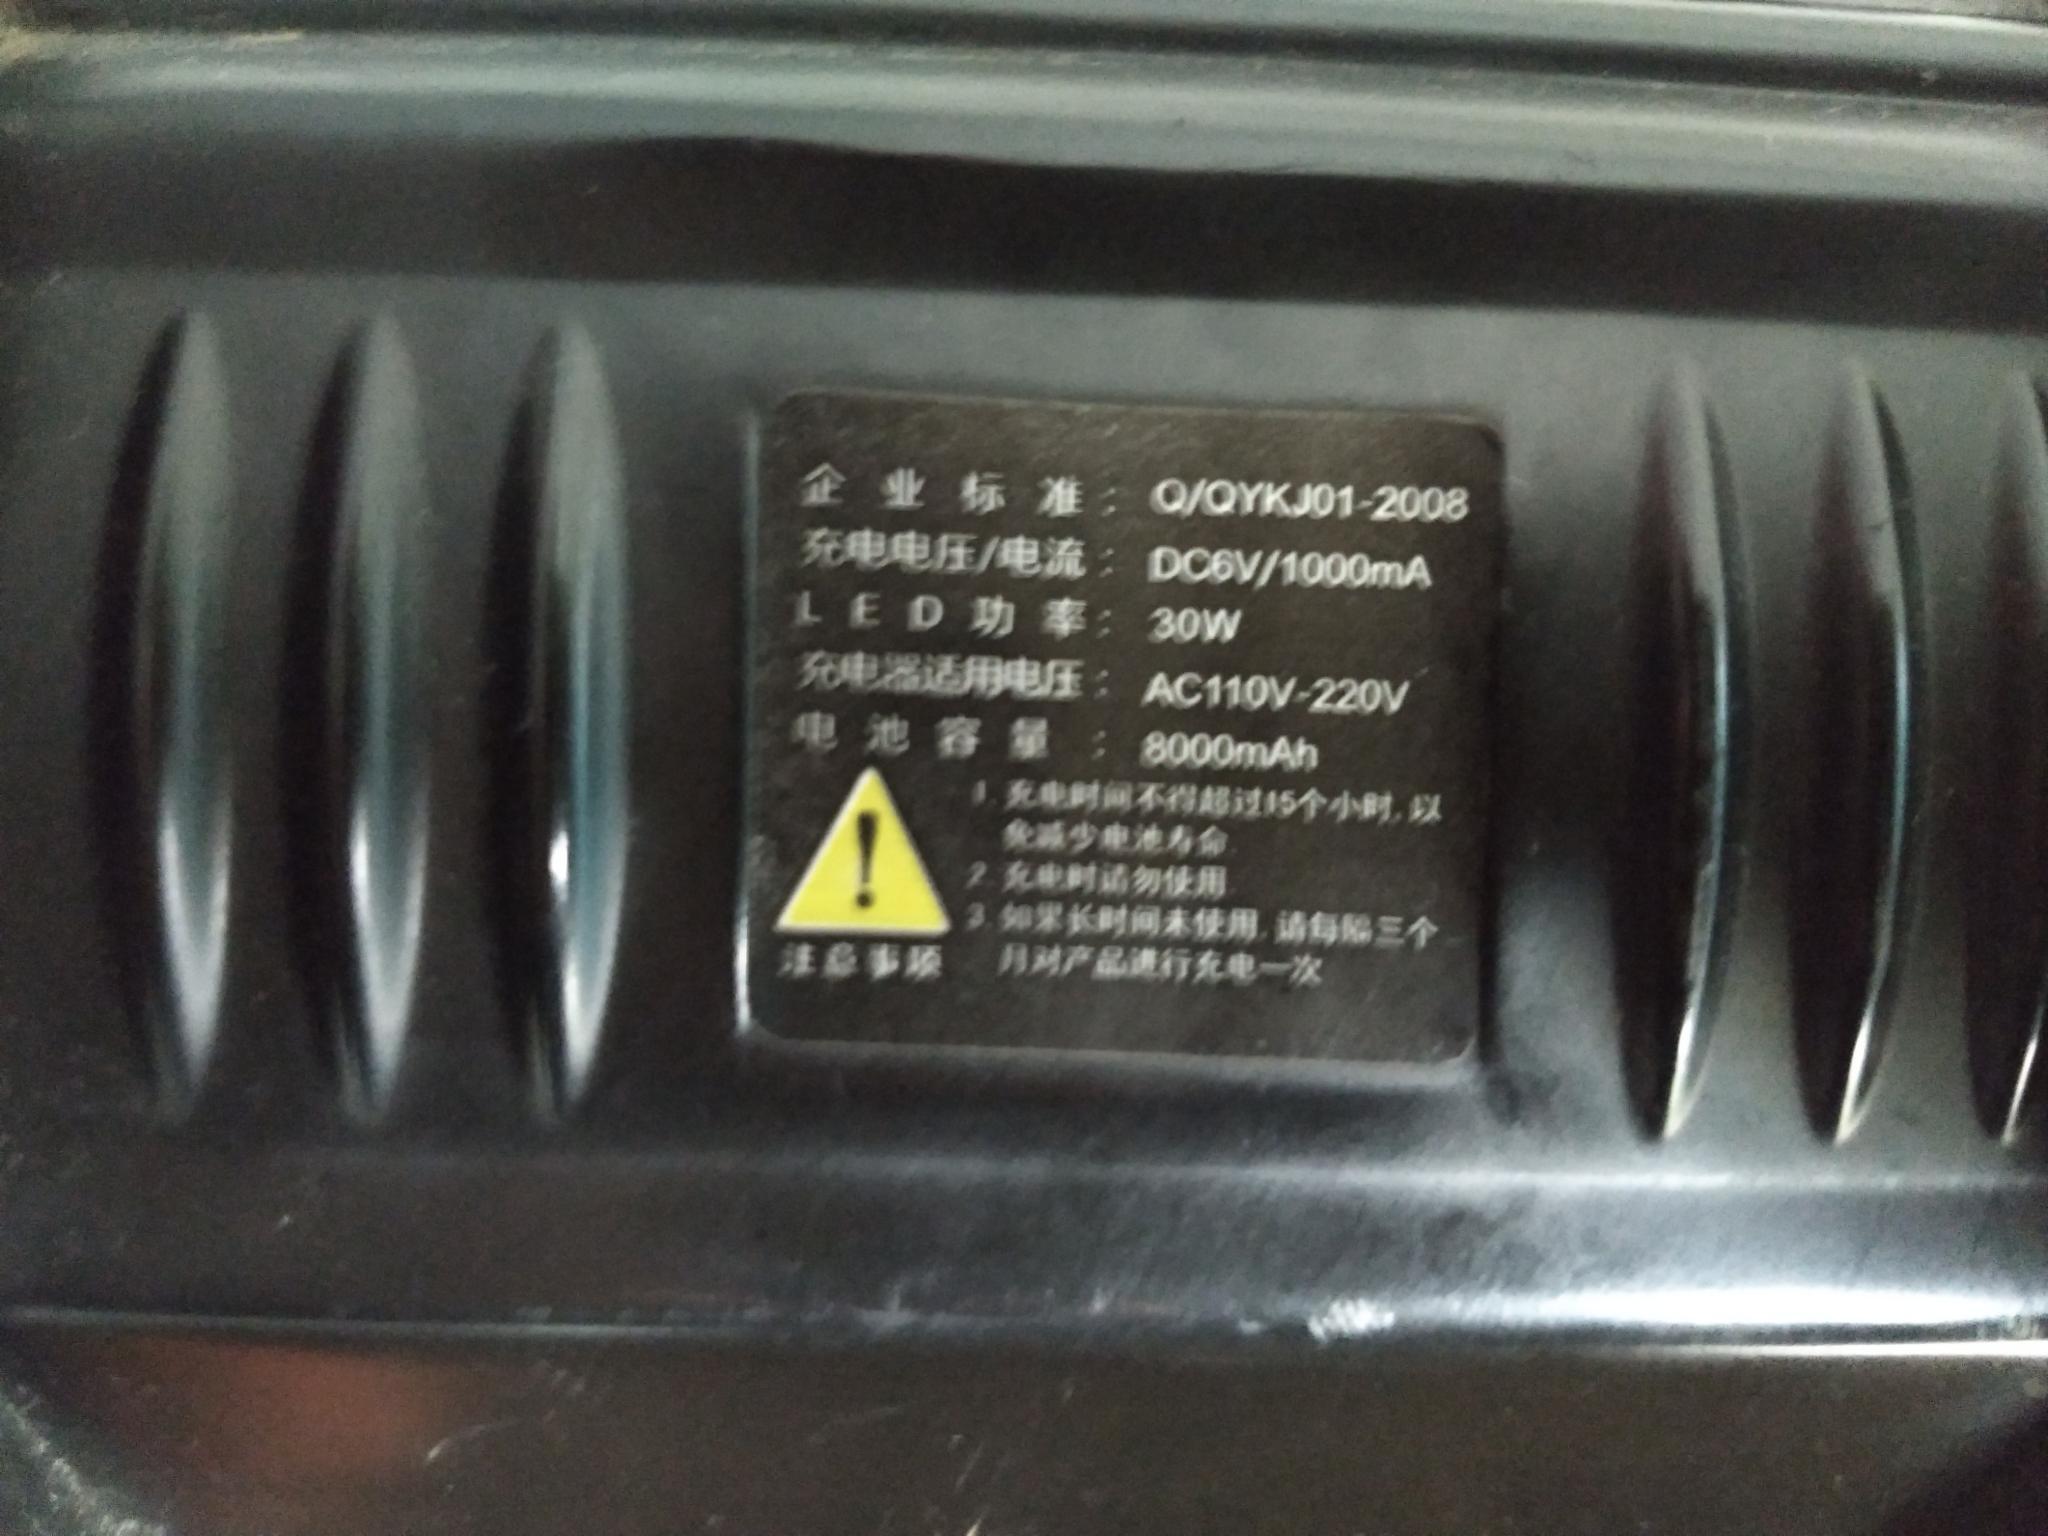 企业标准：Q/QYKJ01-2008
充电电压/电流：DC6V/1000mA
LED功率：30W
充电器适用电压：AC110V-220V
电池容量：8000mAh
1.充电时间不得超过15个小时,以
免减少电池寿命.
2.充电时请勿使用.
3.如果长时间未使用,请每隔三个
月对产品进行充电一次
注意事项